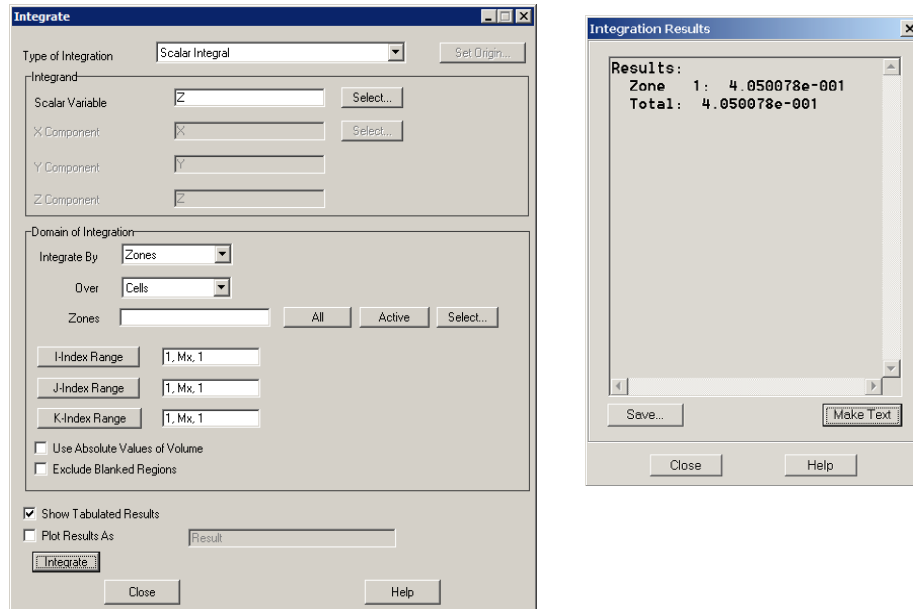 Integrate
Type of Integration Scalar Integral Set Origin...
Integrand
Scalar Variable Z Select...
X Component X Select...
Y Component Y
Z Component Z
Domain of Integration
Integrate By Zones
Over Cells
Zones All Active Select...
I-Index Range 1, Mx, 1
J-Index Range 1, Mx, 1
K-Index Range 1, Mx, 1
Use Absolute Values of Volume
Exclude Blanked Regions
Show Tabulated Results
Plot Results As Result
Integrate
Close Help
Integration Results
Results:
Zone 1: 4.050078e-001
Total: 4.050078e-001
Save... Make Text
Close Help